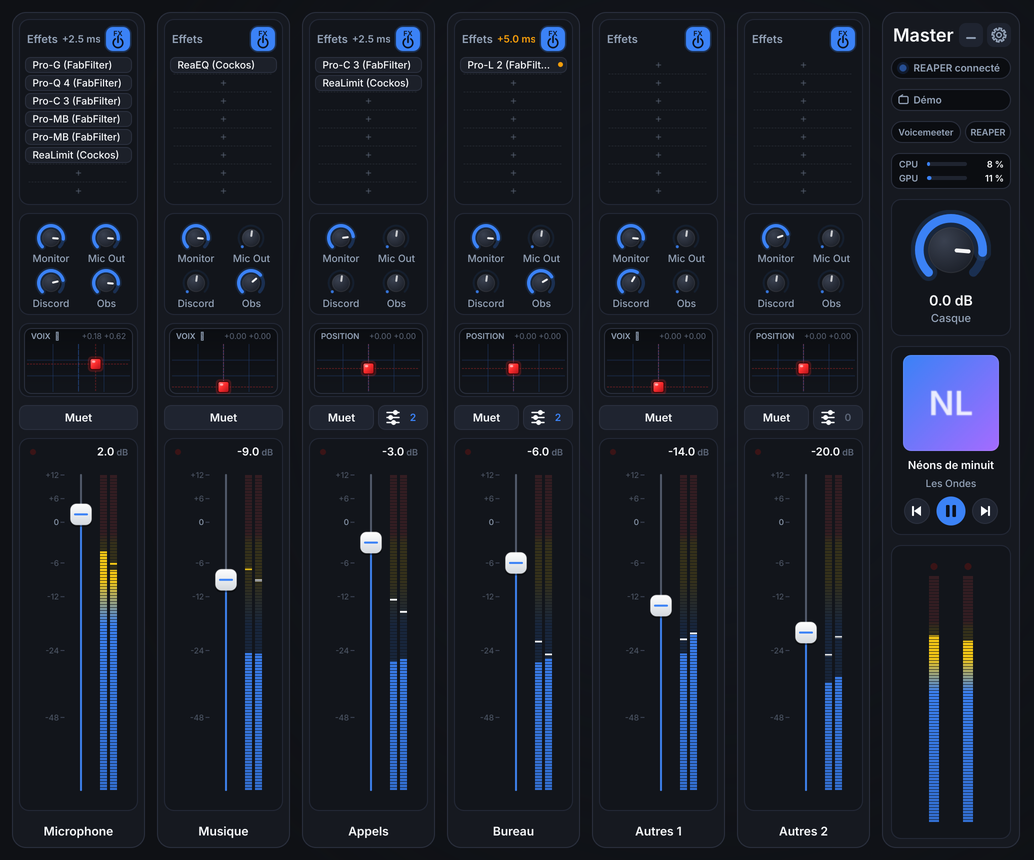 Effets +2.5 ms FX
Pro-G (FabFilter)
Pro-Q 4 (FabFilter)
Pro-C 3 (FabFilter)
Pro-MB (FabFilter)
Pro-MB (FabFilter)
ReaLimit (Cockos)
+
+
Monitor Mic Out
Discord Obs
VOIX +0.18 +0.62
Muet
2.0 dB
+12
+6
0
-6
-12
-24
-48
Microphone
Effets FX
ReaEQ (Cockos)
+
+
+
+
+
+
+
Monitor Mic Out
Discord Obs
VOIX +0.00 +0.00
Muet
-9.0 dB
+12
+6
0
-6
-12
-24
-48
Musique
Effets +2.5 ms FX
Pro-C 3 (FabFilter)
ReaLimit (Cockos)
+
+
+
+
+
+
Monitor Mic Out
Discord Obs
POSITION +0.00 +0.00
Muet 2
-3.0 dB
+12
+6
0
-6
-12
-24
-48
Appels
Effets +5.0 ms FX
Pro-L 2 (FabFilt...
+
+
+
+
+
+
+
Monitor Mic Out
Discord Obs
POSITION +0.00 +0.00
Muet 2
-6.0 dB
+12
+6
0
-6
-12
-24
-48
Bureau
Effets FX
+
+
+
+
+
+
+
+
Monitor Mic Out
Discord Obs
VOIX +0.00 +0.00
Muet
-14.0 dB
+12
+6
0
-6
-12
-24
-48
Autres 1
Effets FX
+
+
+
+
+
+
+
+
Monitor Mic Out
Discord Obs
POSITION +0.00 +0.00
Muet 0
-20.0 dB
+12
+6
0
-6
-12
-24
-48
Autres 2
Master
REAPER connecté
Démo
Voicemeeter REAPER
CPU 8 %
GPU 11 %
0.0 dB
Casque
NL
Néons de minuit
Les Ondes